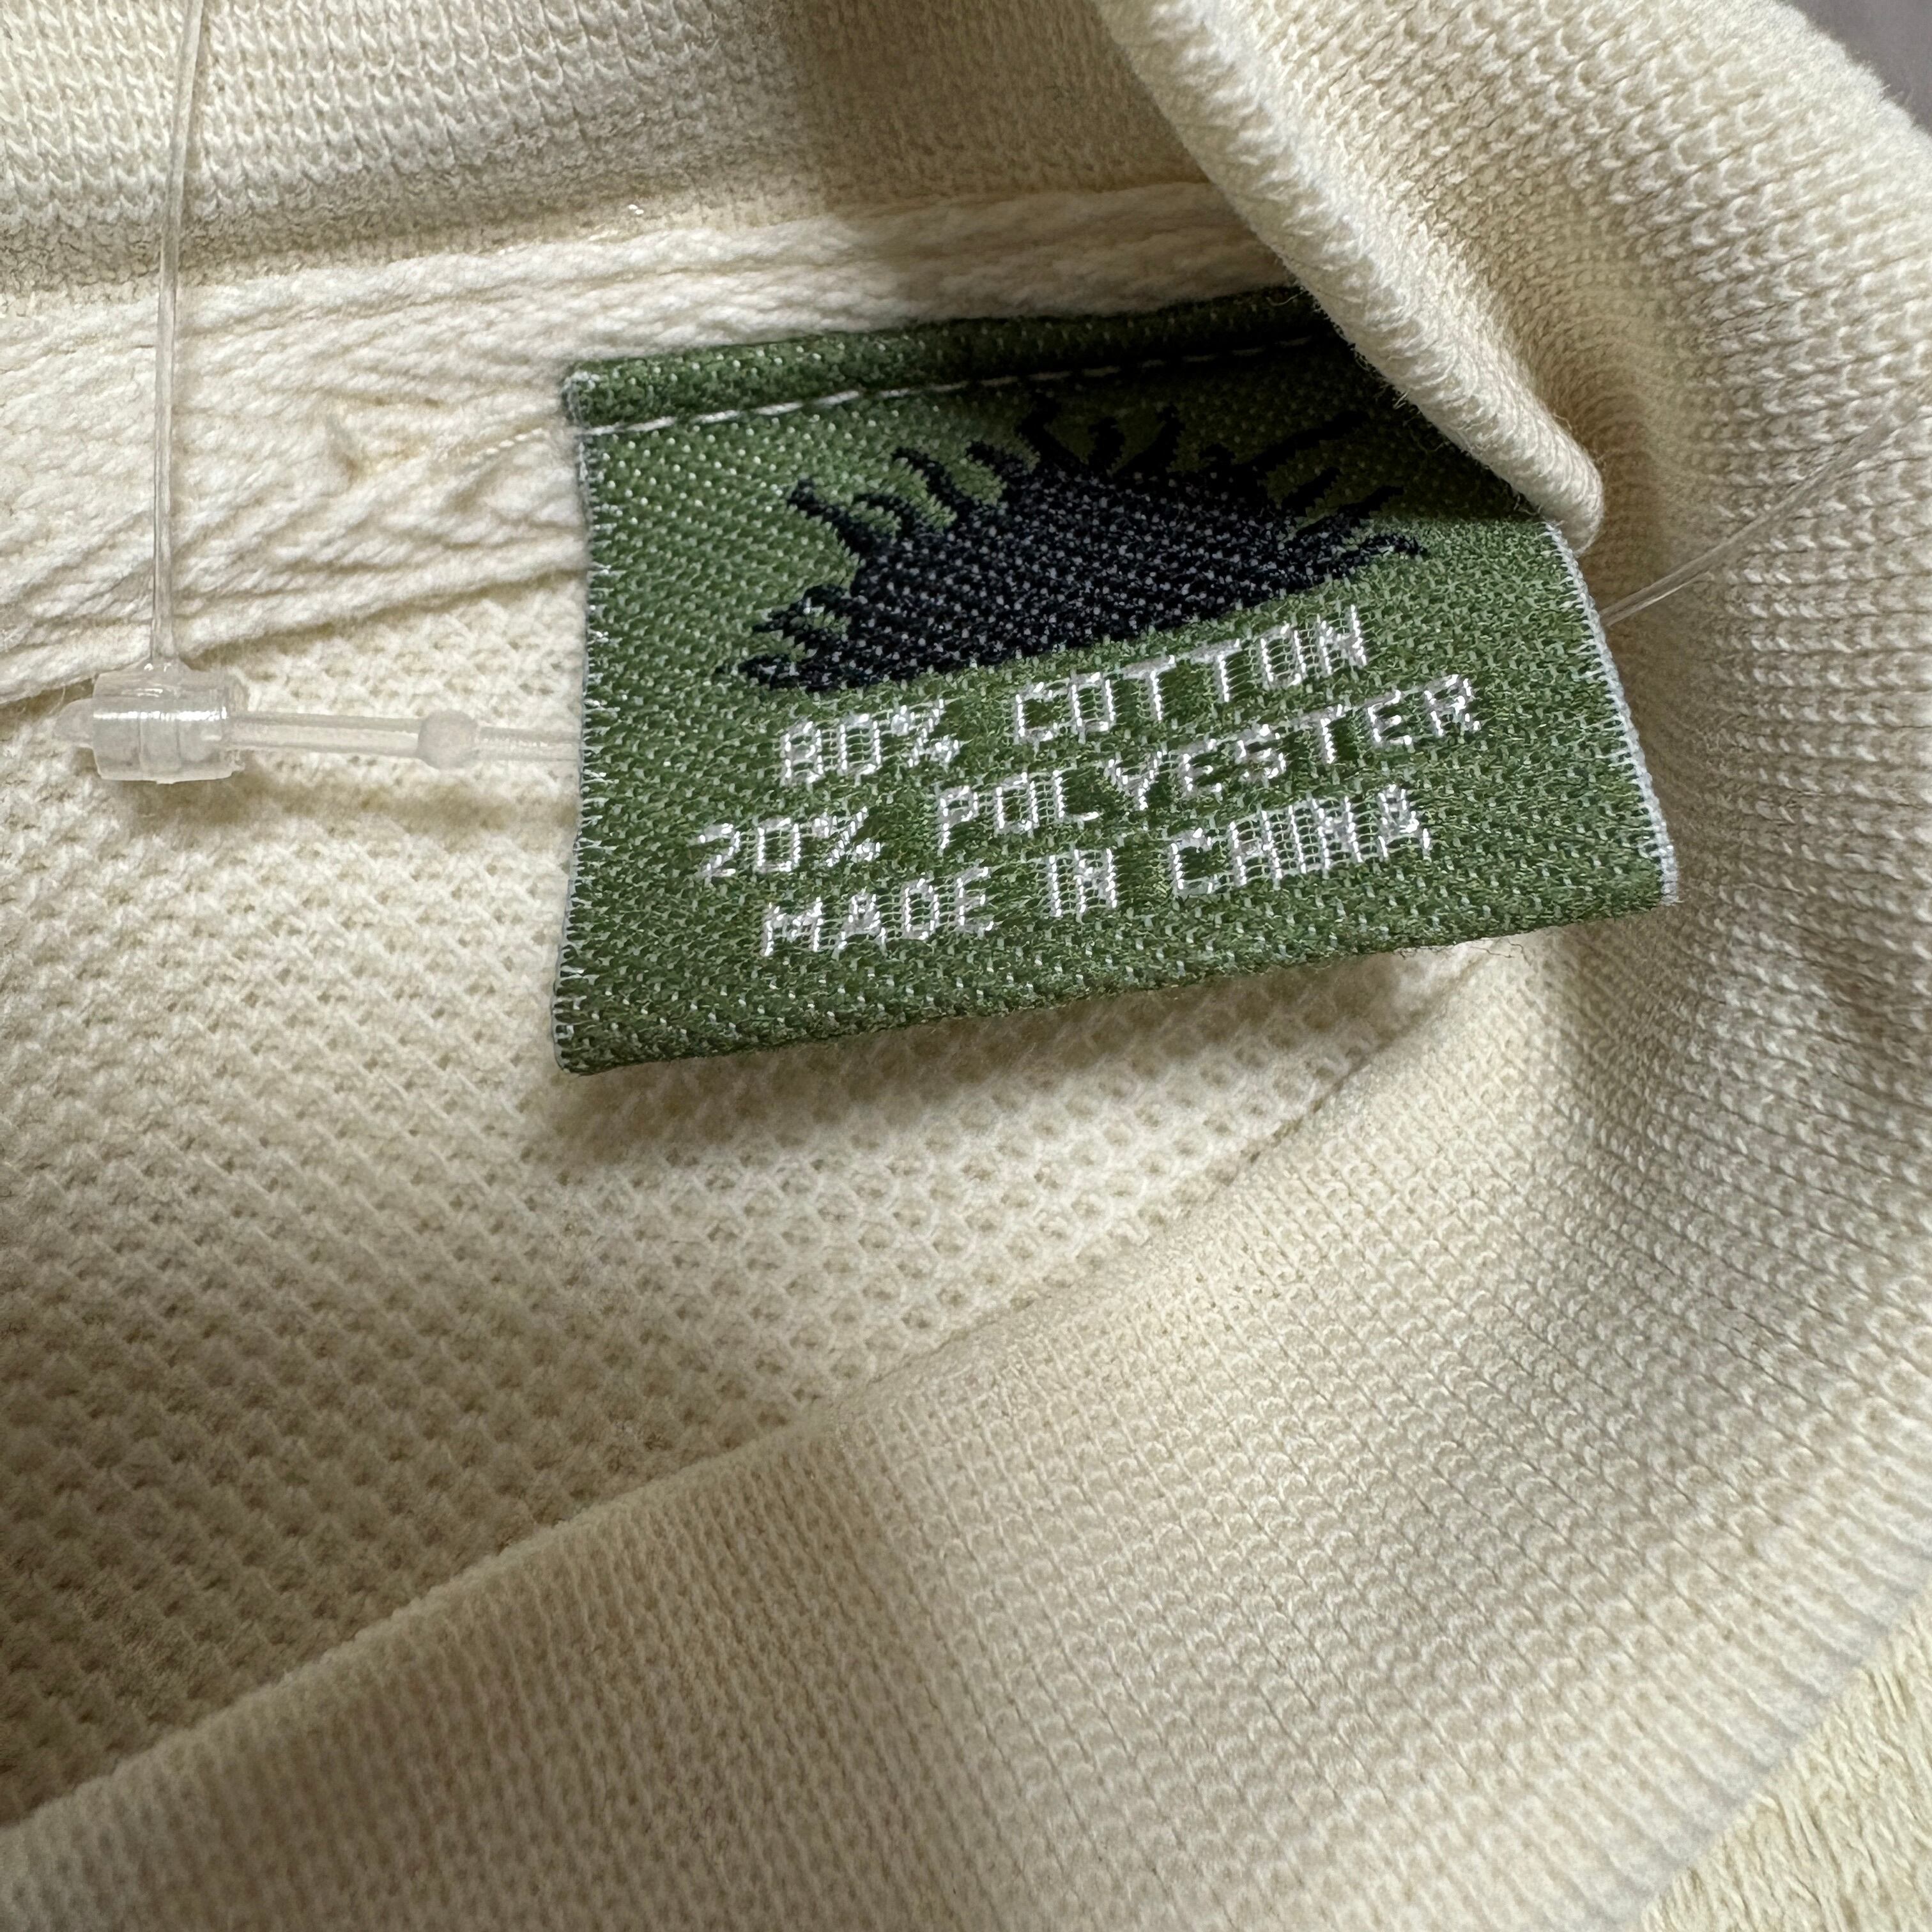 80% COTTON
20% POLYESTER
MADE IN CHINA